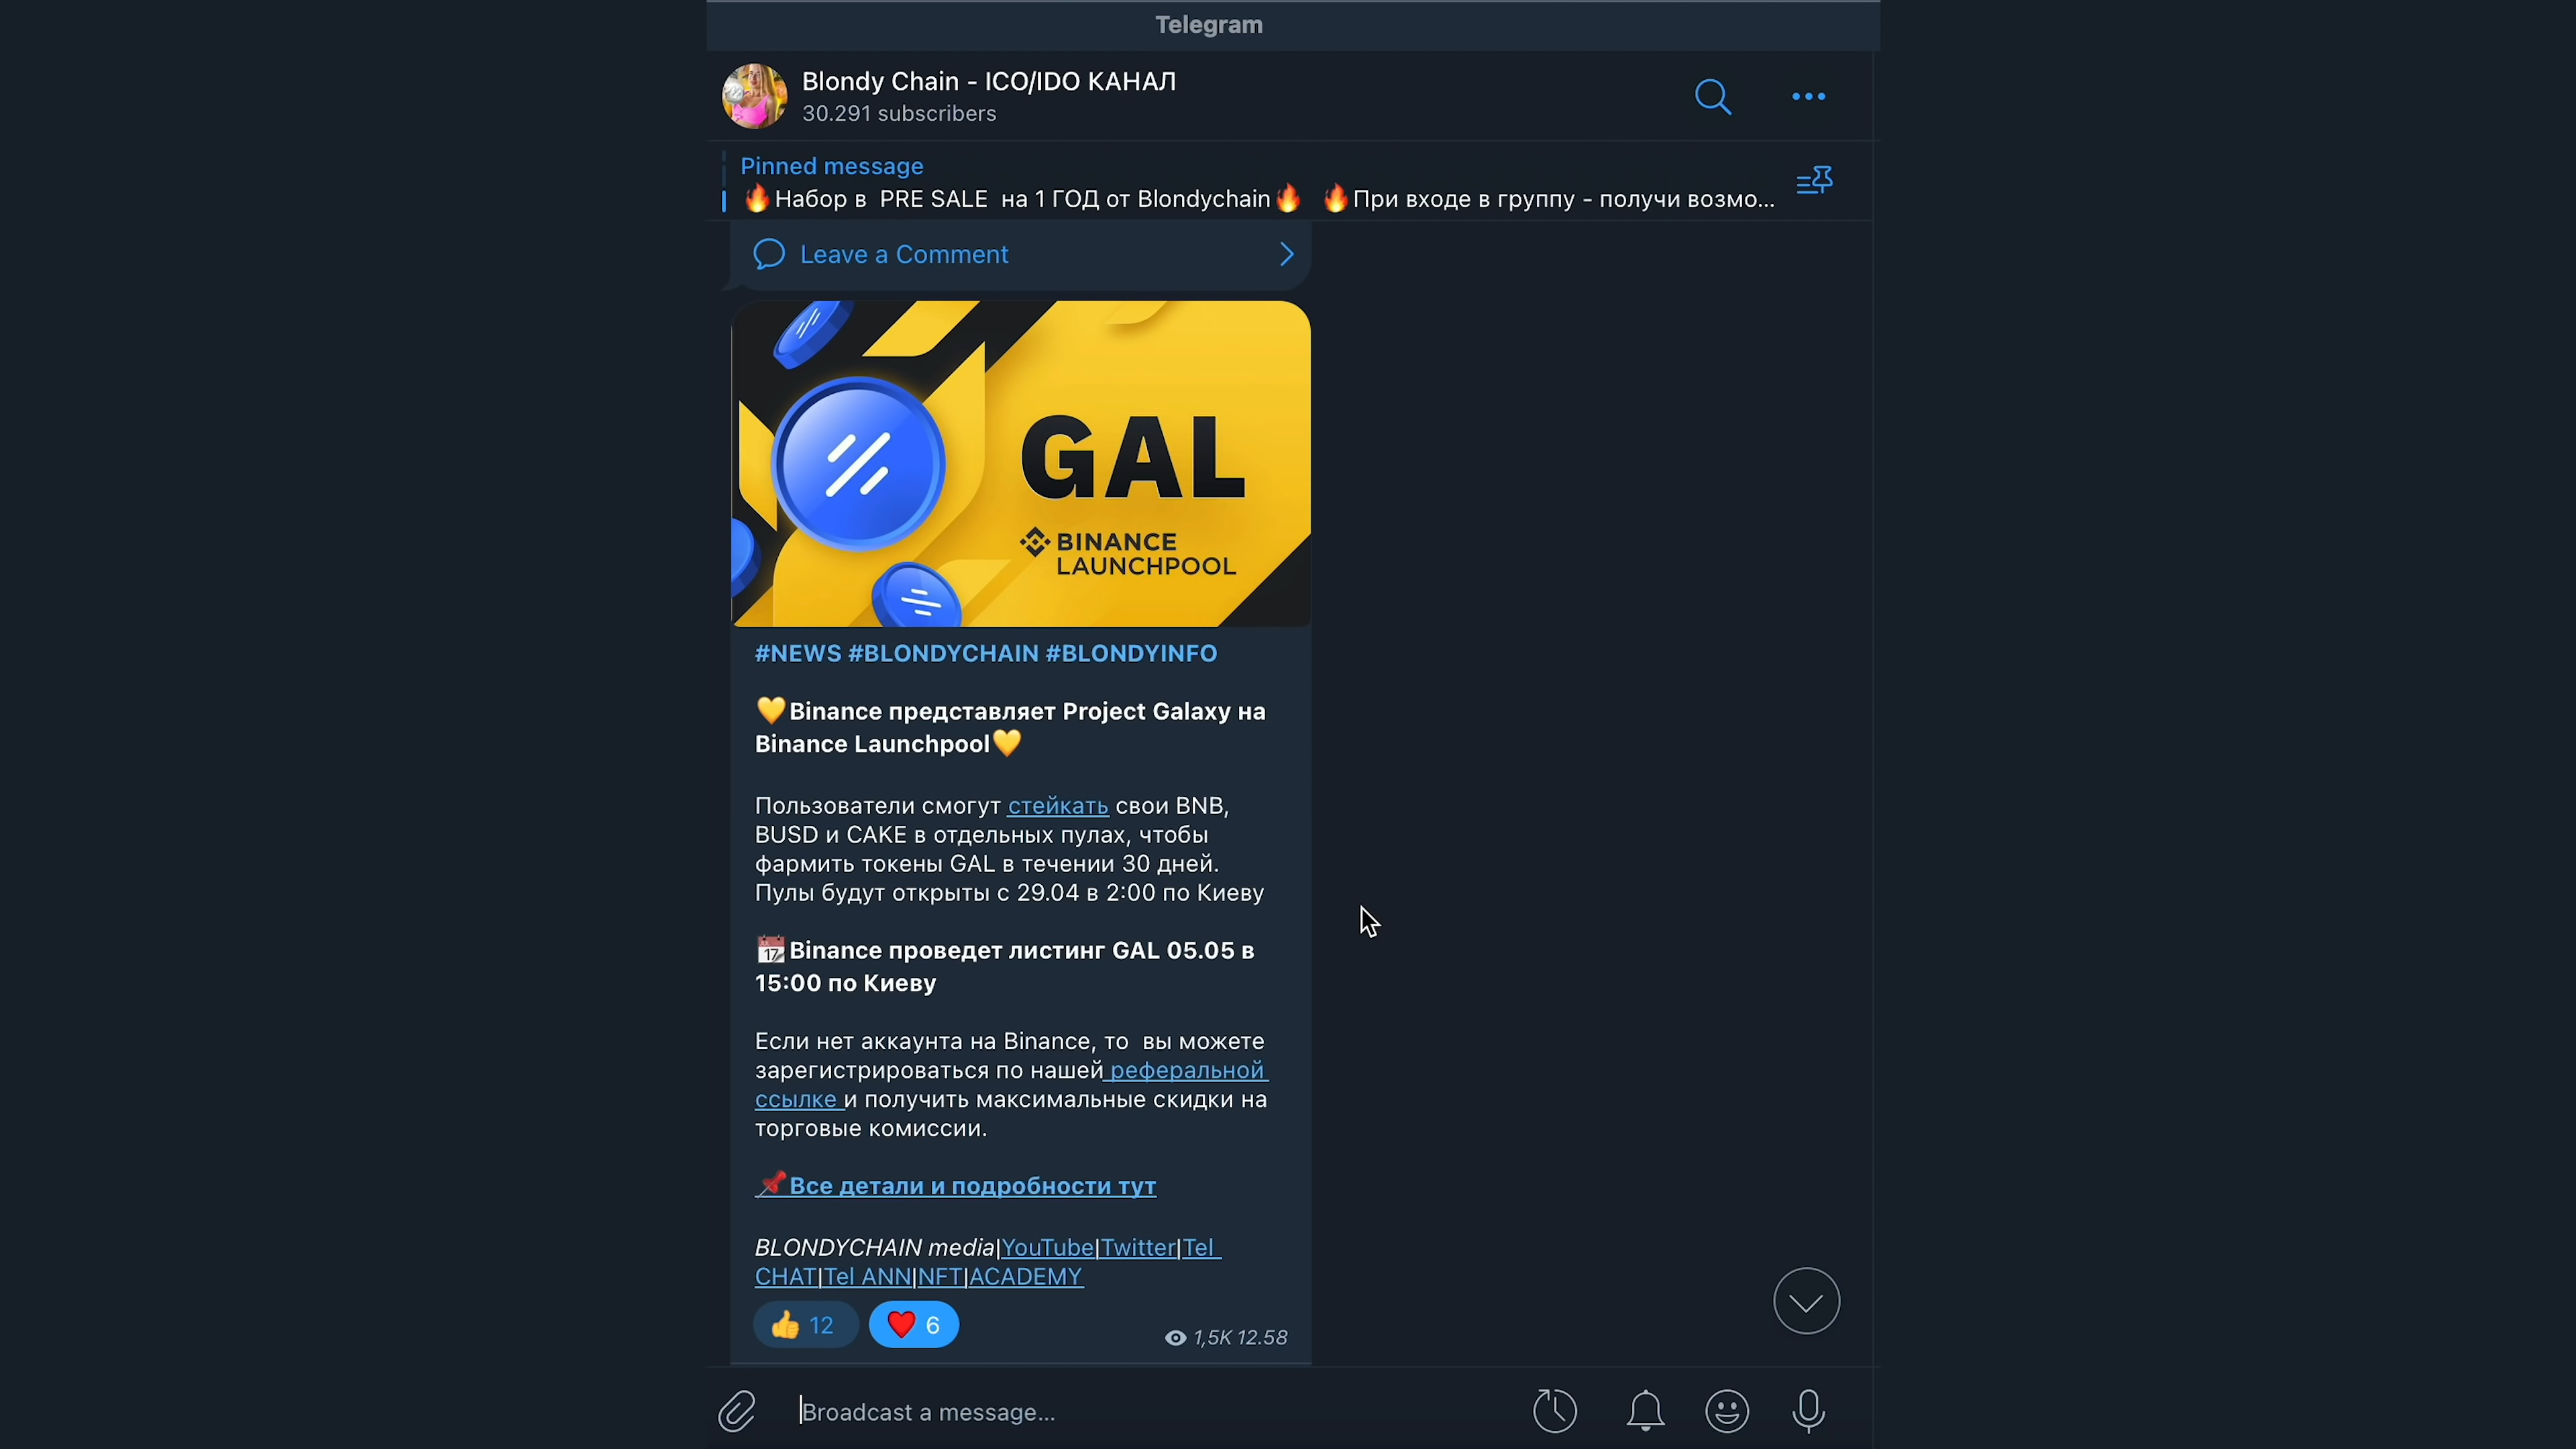 Telegram
Blondy Chain - ICO/IDO КАНАЛ
30.291 subscribers
Pinned message
🔥Набор в PRE SALE на 1 ГОД от Blondychain🔥 🔥При входе в группу - получи возмо...
Leave a Comment
GAL
BINANCE
LAUNCHPOOL
#NEWS #BLONDYCHAIN #BLONDYINFO
💛Binance представляет Project Galaxy на
Binance Launchpool💛
Пользователи смогут стейкать свои BNB,
BUSD и CAKE в отдельных пулах, чтобы
фармить токены GAL в течении 30 дней.
Пулы будут открыты с 29.04 в 2:00 по Киеву
📆Binance проведет листинг GAL 05.05 в
15:00 по Киеву
Если нет аккаунта на Binance, то вы можете
зарегистрироваться по нашей реферальной
ссылке и получить максимальные скидки на
торговые комиссии.
📌Все детали и подробности тут
BLONDYCHAIN media|YouTube|Twitter|Tel
CHAT|Tel ANN|NFT|ACADEMY
👍 12 ❤️ 6
1,5K 12.58
Broadcast a message...